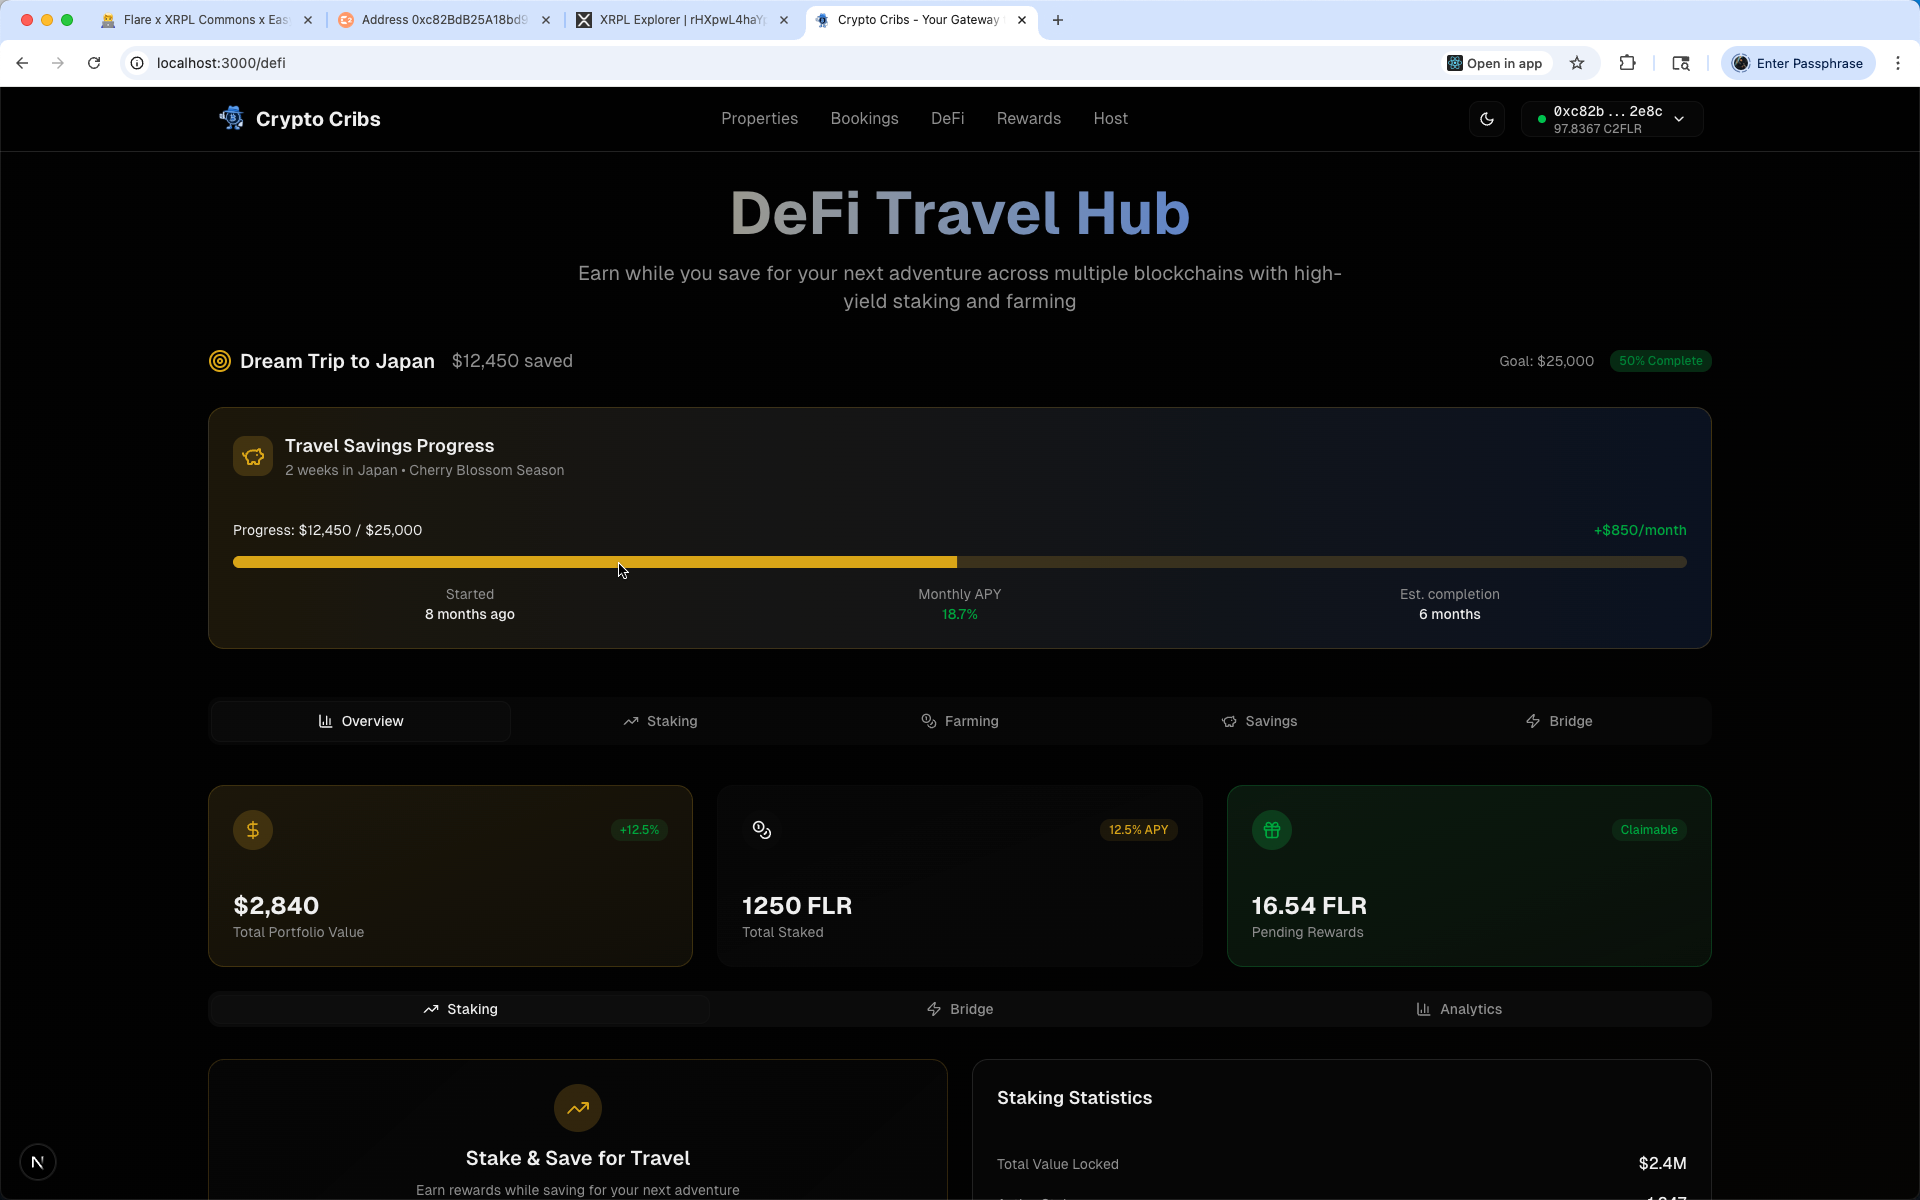 Flare x XRPL Commons x Eas
Address 0xc82BdB25A18bd9
XRPL Explorer | rHXpwL4haYp
Crypto Cribs - Your Gateway
localhost:3000/defi
Open in app
Enter Passphrase
Crypto Cribs
Properties
Bookings
DeFi
Rewards
Host
0xc82b...2e8c
97.8367 C2FLR
DeFi Travel Hub
Earn while you save for your next adventure across multiple blockchains with high-
yield staking and farming
Dream Trip to Japan
$12,450 saved
Goal: $25,000
50% Complete
Travel Savings Progress
2 weeks in Japan • Cherry Blossom Season
Progress: $12,450 / $25,000
+$850/month
Started
8 months ago
Monthly APY
18.7%
Est. completion
6 months
Overview
Staking
Farming
Savings
Bridge
+12.5%
$2,840
Total Portfolio Value
12.5% APY
1250 FLR
Total Staked
Claimable
16.54 FLR
Pending Rewards
Staking
Bridge
Analytics
Stake & Save for Travel
Earn rewards while saving for your next adventure
Staking Statistics
Total Value Locked
$2.4M
N